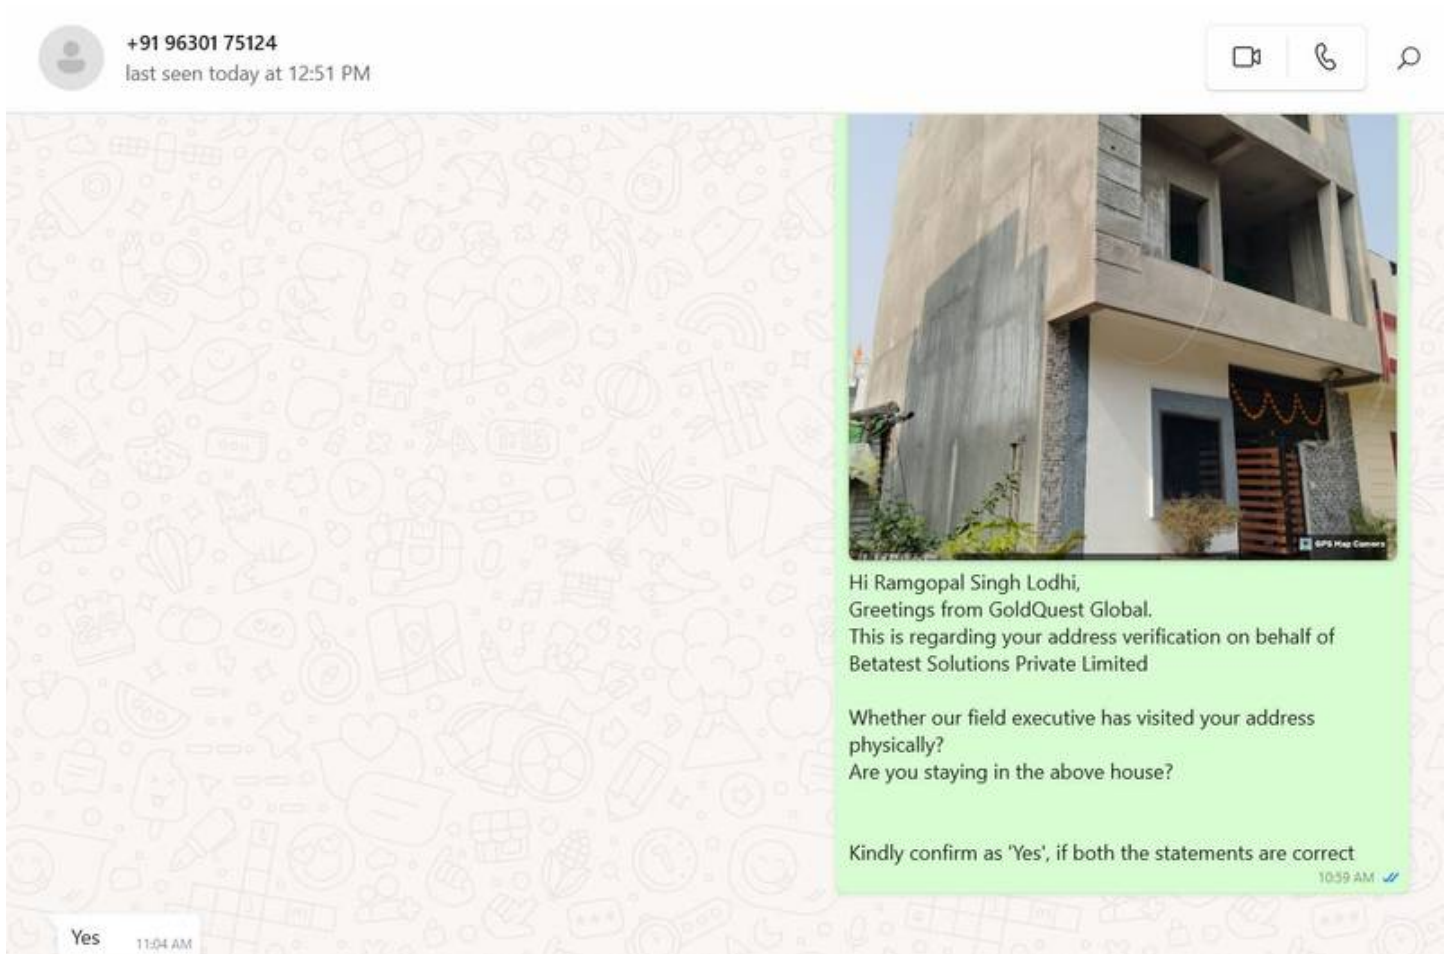 +91 96301 75124
last seen today at 12:51 PM
GPS Map Camera
Hi Ramgopal Singh Lodhi,
Greetings from GoldQuest Global.
This is regarding your address verification on behalf of
Betatest Solutions Private Limited
Whether our field executive has visited your address
physically?
Are you staying in the above house?
Kindly confirm as 'Yes', if both the statements are correct
10:59 AM
Yes
11:04 AM